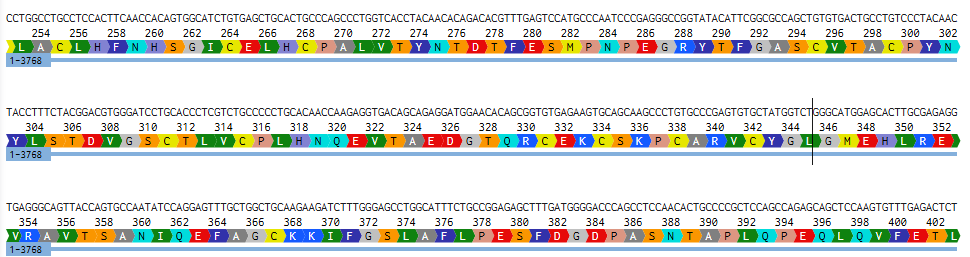 CCTGGCCTGCCTCCACTTCAACCACAGTGGCATCTGTGAGCTGCACTGCCCAGCCCTGGTCACCTACAACACAGACACGTTTGAGTCCATGCCCAATCCCGAGGGCCGGTATACATTCGGCGCCAGCTGTGTGACTGCCTGTCCCTACAAC
254 256 258 260 262 264 266 268 270 272 274 276 278 280 282 284 286 288 290 292 294 296 298 300 302
L A C L H F N H S G I C E L H C P A L V T Y N T D T F E S M P N P E G R Y T F G A S C V T A C P Y N
1-3768
TACCTTTCTACGGACGTGGGATCCTGCACCCTCGTCTGCCCCCTGCACAACCAAGAGGTGACAGCAGAGGATGGAACACAGCGGTGTGAGAAGTGCAGCAAGCCCTGTGCCCGAGTGTGCTATGGTCTGGGCATGGAGCACTTGCGAGAGG
304 306 308 310 312 314 316 318 320 322 324 326 328 330 332 334 336 338 340 342 344 346 348 350 352
Y L S T D V G S C T L V C P L H N Q E V T A E D G T Q R C E K C S K P C A R V C Y G L G M E H L R E
1-3768
TGAGGGCAGTTACCAGTGCCAATATCCAGGAGTTTGCTGGCTGCAAGAAGATCTTTGGGAGCCTGGCATTTCTGCCGGAGAGCTTTGATGGGGACCCAGCCTCCAACACTGCCCCGCTCCAGCCAGAGCAGCTCCAAGTGTTTGAGACTCT
354 356 358 360 362 364 366 368 370 372 374 376 378 380 382 384 386 388 390 392 394 396 398 400 402
V R A V T S A N I Q E F A G C K K I F G S L A F L P E S F D G D P A S N T A P L Q P E Q L Q V F E T L
1-3768